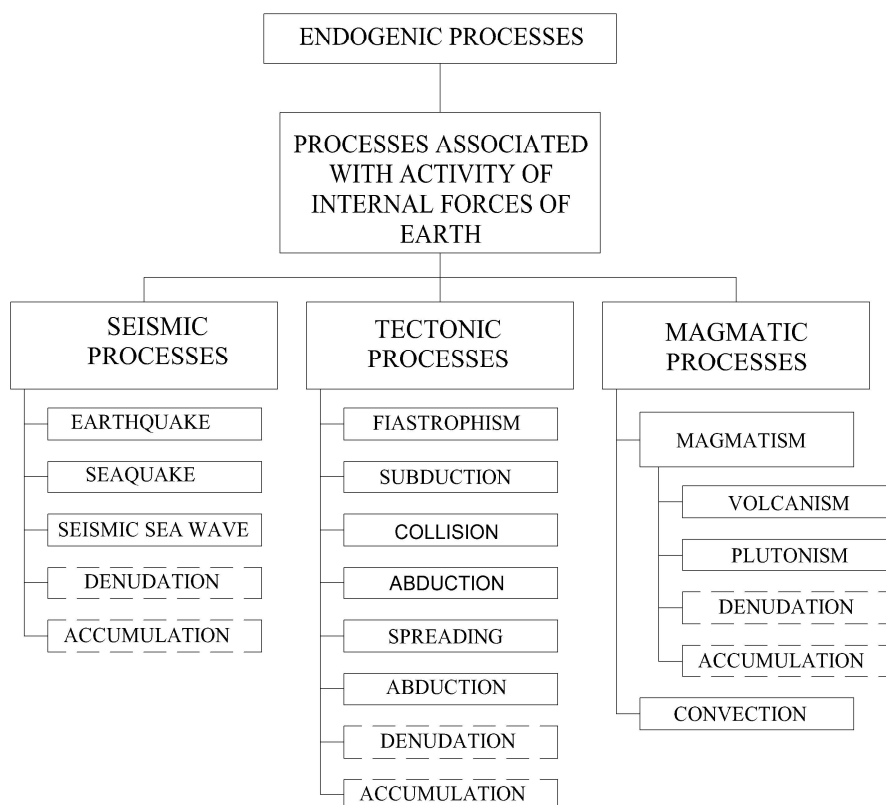 ENDOGENIC PROCESSES
PROCESSES ASSOCIATED
WITH ACTIVITY OF
INTERNAL FORCES OF
EARTH
SEISMIC
PROCESSES
EARTHQUAKE
SEAQUAKE
SEISMIC SEA WAVE
DENUDATION
ACCUMULATION
TECTONIC
PROCESSES
FIASTROPHISM
SUBDUCTION
COLLISION
ABDUCTION
SPREADING
ABDUCTION
DENUDATION
ACCUMULATION
MAGMATIC
PROCESSES
MAGMATISM
VOLCANISM
PLUTONISM
DENUDATION
ACCUMULATION
CONVECTION